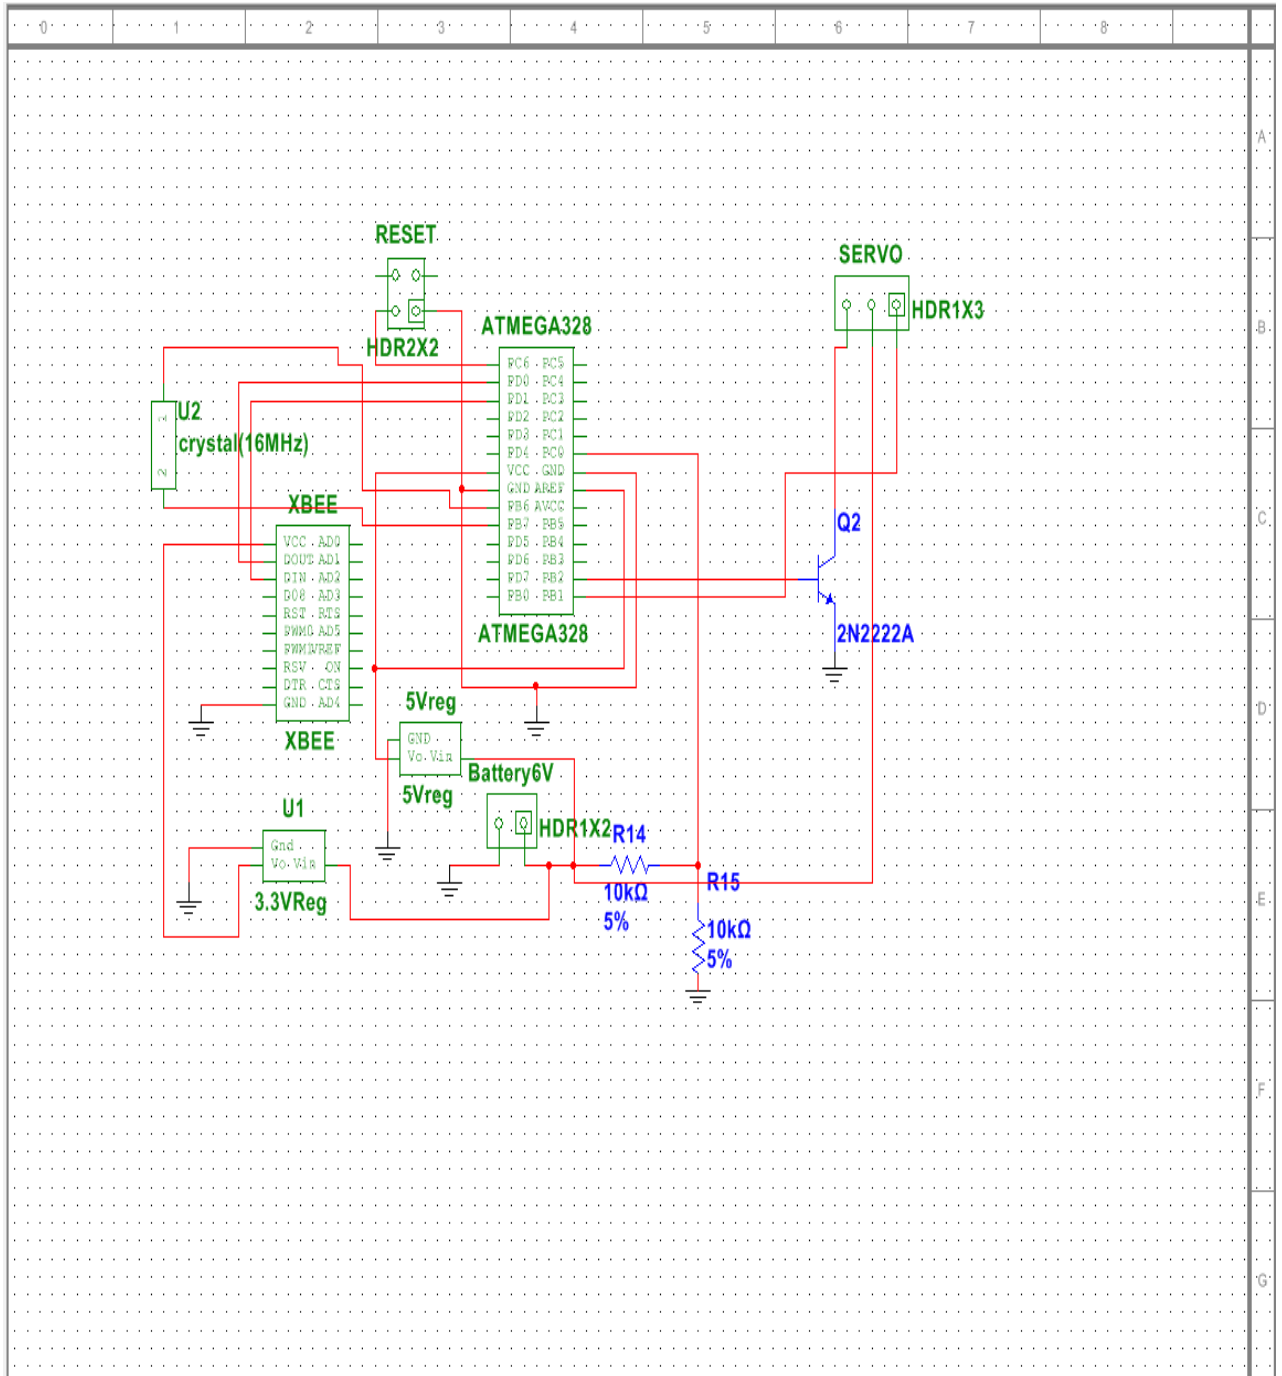 0 1 2 3 4 5 6 7 8
A
B
C
D
E
F
G
RESET
HDR2X2
SERVO
HDR1X3
ATMEGA328
PC6 PC5
PD0 PC4
PD1 PC3
PD2 PC2
PD3 PC1
PD4 PC0
VCC GND
GND AREF
PB6 AVCC
PB7 PB5
PD5 PB4
PD6 PB3
PD7 PB2
PB0 PB1
ATMEGA328
U2
crystal(16MHz)
1
2
XBEE
VCC AD0
DOUT AD1
DIN AD2
DO8 AD3
RST RTS
PWM0 AD5
PWM1 VREF
RSV ON
DTR CTS
GND AD4
XBEE
Q2
2N2222A
5Vreg
GND
Vo Vin
5Vreg
Battery6V
HDR1X2
U1
Gnd
Vo Vin
3.3VReg
R14
10kΩ
5%
R15
10kΩ
5%